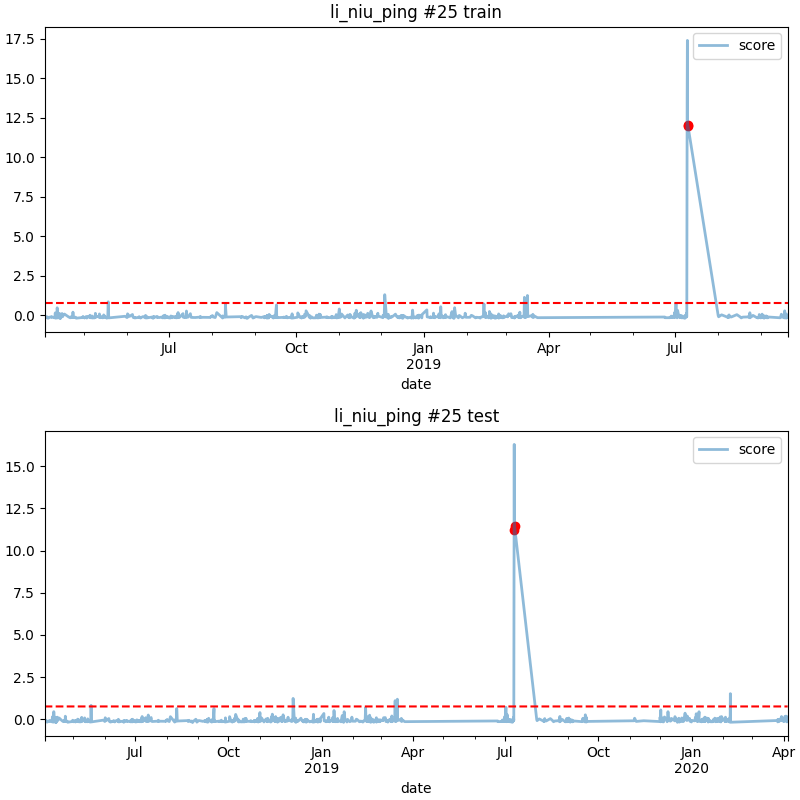 li_niu_ping #25 train
score
17.5
15.0
12.5
10.0
7.5
5.0
2.5
0.0
Jul
Oct
Jan
2019
Apr
Jul
date
li_niu_ping #25 test
score
15.0
12.5
10.0
7.5
5.0
2.5
0.0
Jul
Oct
Jan
2019
Apr
Jul
Oct
Jan
2020
Apr
date